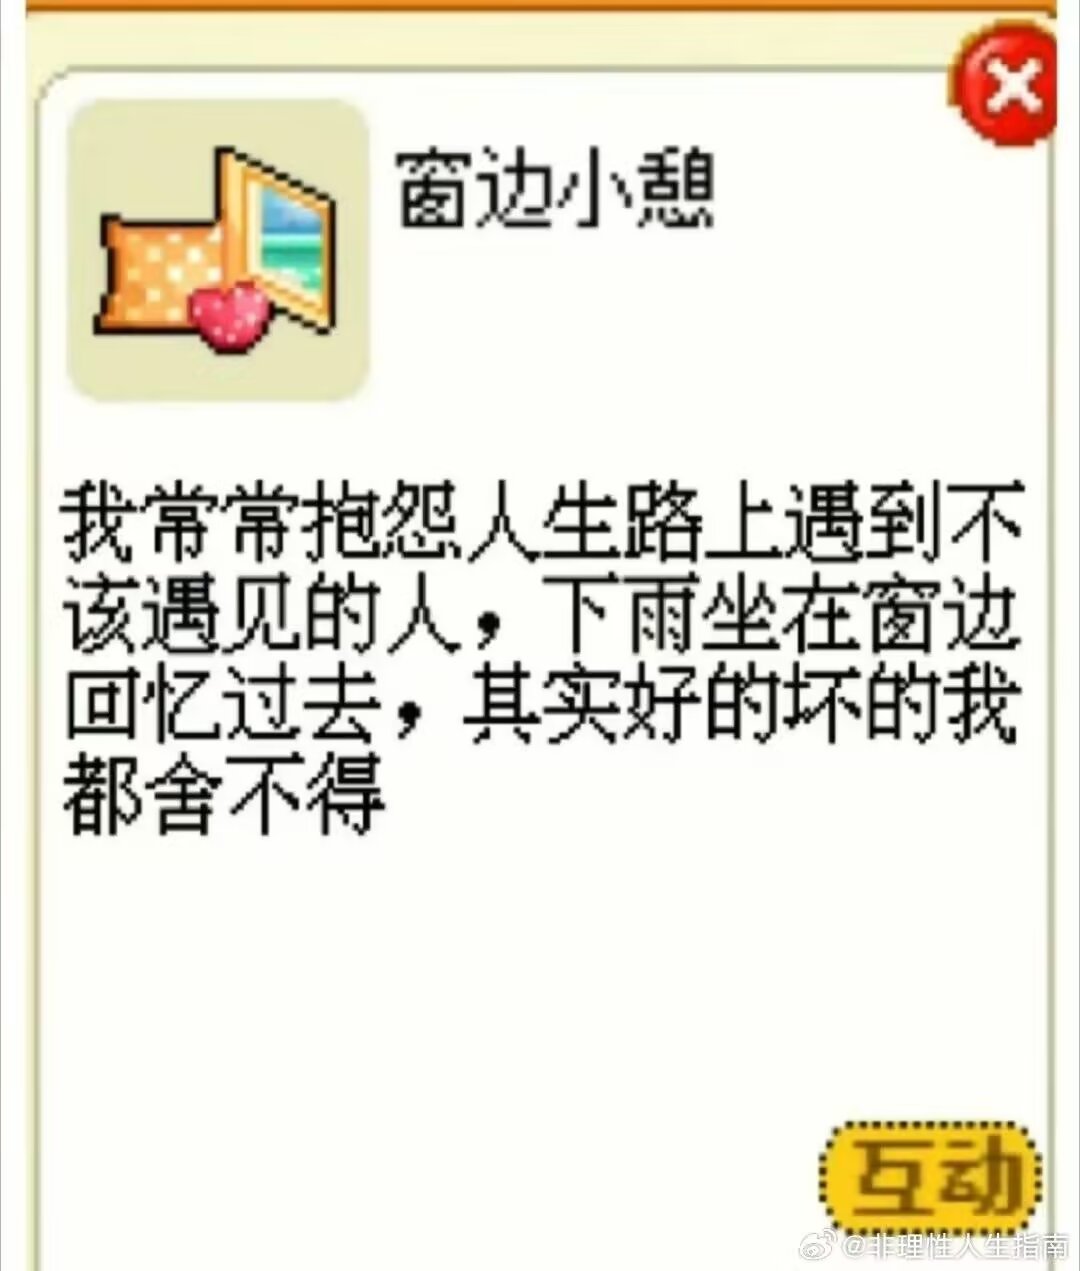 窗边小憩
我常常抱怨人生路上遇到不
该遇见的人，下雨坐在窗边
回忆过去，其实好的坏的我
都舍不得
互动
@非理性人生指南